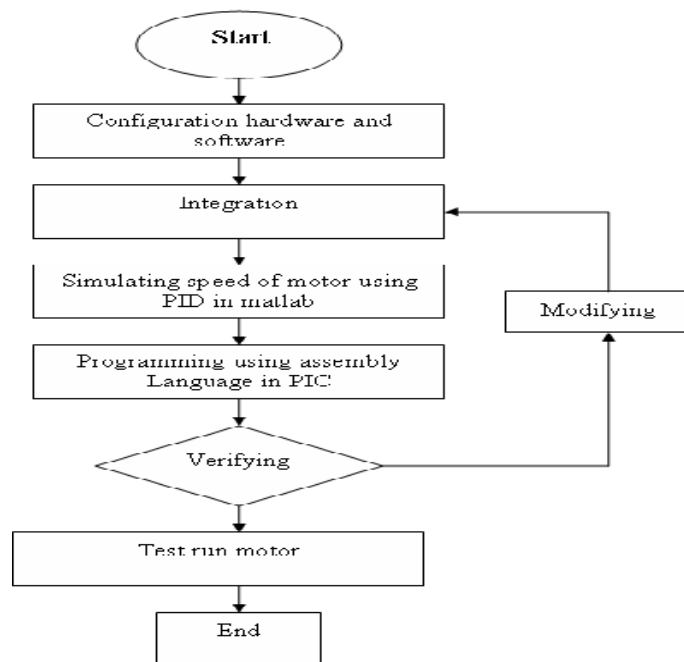 Start
Configuration hardware and
software
Integration
Simulating speed of motor using
PID in matlab
Modifying
Programming using assembly
Language in PIC
Verifying
Test run motor
End